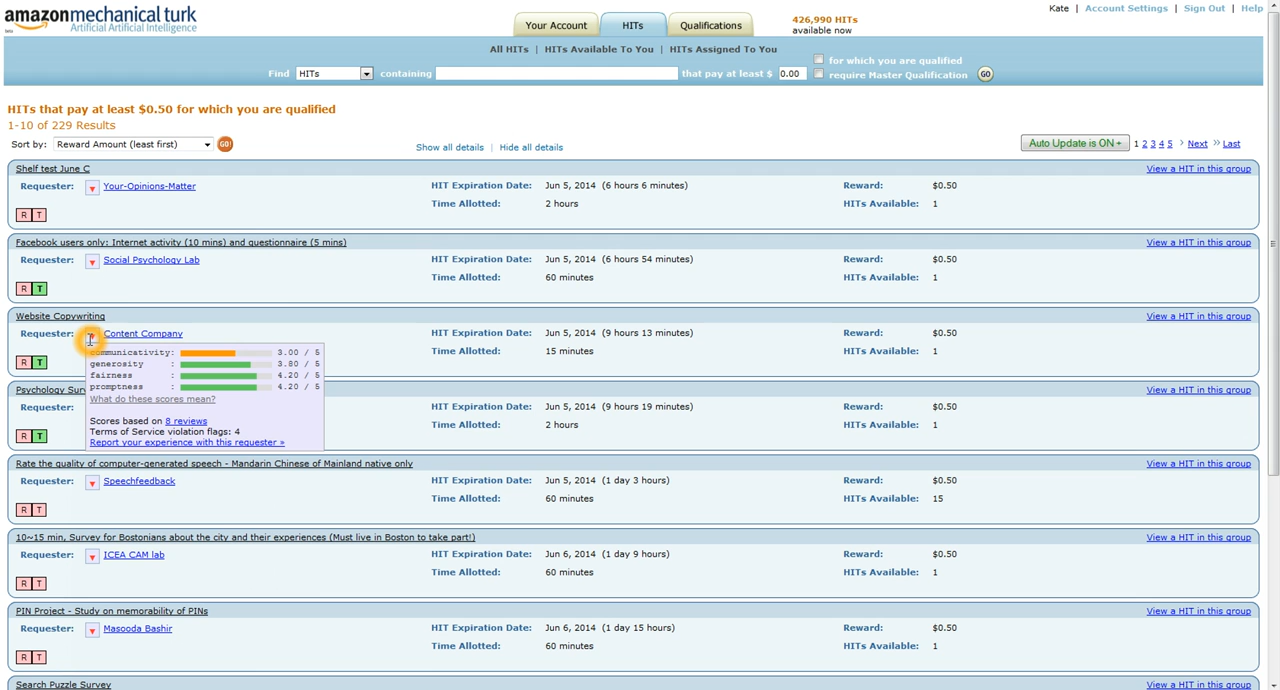 amazonmechanical turk
beta
Artificial Artificial Intelligence
Your Account
HITs
Qualifications
426,990 HITs
available now
Kate | Account Settings | Sign Out | Help
All HITs | HITs Available To You | HITs Assigned To You
Find HITs containing that pay at least $ 0.00
for which you are qualified
require Master Qualification
GO
HITs that pay at least $0.50 for which you are qualified
1-10 of 229 Results
Sort by: Reward Amount (least first) GO!
Show all details | Hide all details
Auto Update is ON +
1 2 3 4 5 › Next » Last
Shelf test June C
View a HIT in this group
Requester: Your-Opinions-Matter
HIT Expiration Date: Jun 5, 2014 (6 hours 6 minutes)
Reward: $0.50
Time Allotted: 2 hours
HITs Available: 1
R T
Facebook users only: Internet activity (10 mins) and questionnaire (5 mins)
View a HIT in this group
Requester: Social Psychology Lab
HIT Expiration Date: Jun 5, 2014 (6 hours 54 minutes)
Reward: $0.50
Time Allotted: 60 minutes
HITs Available: 1
R T
Website Copywriting
View a HIT in this group
Requester: Content Company
HIT Expiration Date: Jun 5, 2014 (9 hours 13 minutes)
Reward: $0.50
Time Allotted: 15 minutes
HITs Available: 1
R T
communicativity: 3.00 / 5
generosity : 3.80 / 5
fairness : 4.20 / 5
promptness : 4.20 / 5
What do these scores mean?
Scores based on 8 reviews
Terms of Service violation flags: 4
Report your experience with this requester »
Psychology Sur
View a HIT in this group
Requester:
HIT Expiration Date: Jun 5, 2014 (9 hours 19 minutes)
Reward: $0.50
Time Allotted: 2 hours
HITs Available: 1
R T
Rate the quality of computer-generated speech - Mandarin Chinese of Mainland native only
View a HIT in this group
Requester: Speechfeedback
HIT Expiration Date: Jun 5, 2014 (1 day 3 hours)
Reward: $0.50
Time Allotted: 60 minutes
HITs Available: 15
R T
10~15 min, Survey for Bostonians about the city and their experiences (Must live in Boston to take part!)
View a HIT in this group
Requester: ICEA CAM lab
HIT Expiration Date: Jun 6, 2014 (1 day 9 hours)
Reward: $0.50
Time Allotted: 60 minutes
HITs Available: 1
R T
PIN Project - Study on memorability of PINs
View a HIT in this group
Requester: Masooda Bashir
HIT Expiration Date: Jun 6, 2014 (1 day 15 hours)
Reward: $0.50
Time Allotted: 60 minutes
HITs Available: 1
R T
Search Puzzle Survey
View a HIT in this group